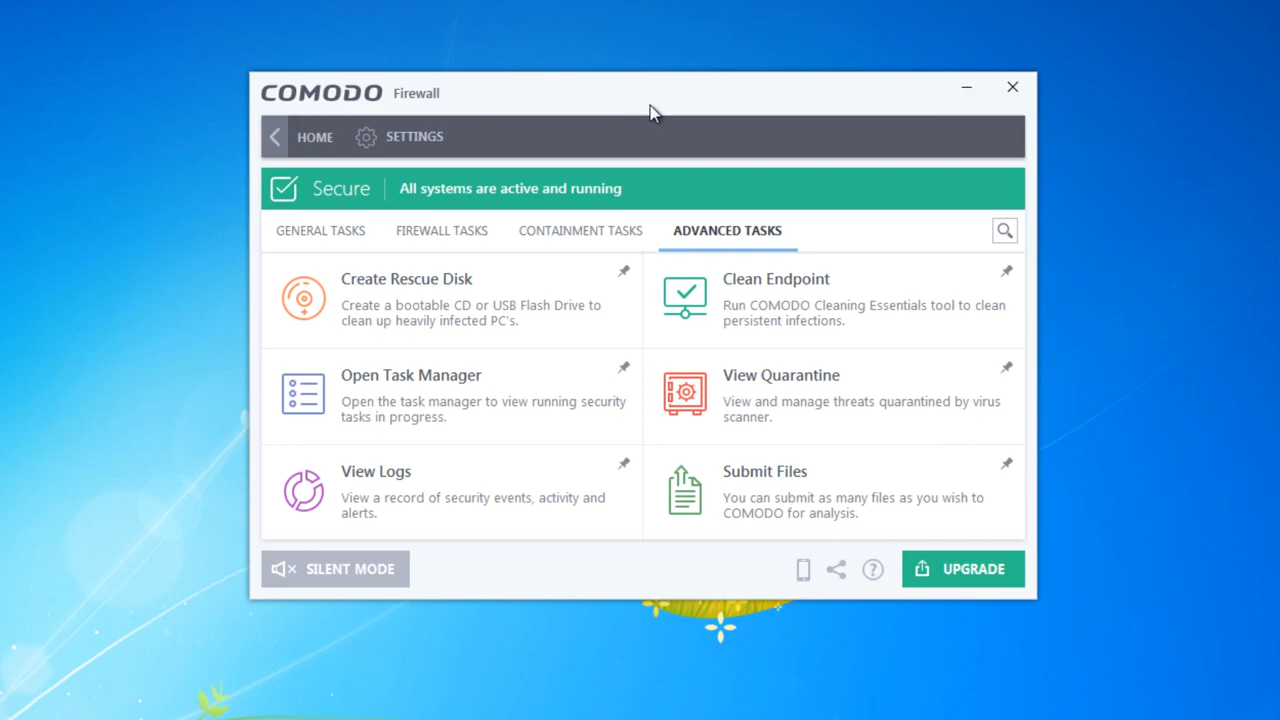 COMODO Firewall
HOME SETTINGS
Secure All systems are active and running
GENERAL TASKS FIREWALL TASKS CONTAINMENT TASKS ADVANCED TASKS
Create Rescue Disk
Create a bootable CD or USB Flash Drive to
clean up heavily infected PC's.
Clean Endpoint
Run COMODO Cleaning Essentials tool to clean
persistent infections.
Open Task Manager
Open the task manager to view running security
tasks in progress.
View Quarantine
View and manage threats quarantined by virus
scanner.
View Logs
View a record of security events, activity and
alerts.
Submit Files
You can submit as many files as you wish to
COMODO for analysis.
SILENT MODE
UPGRADE